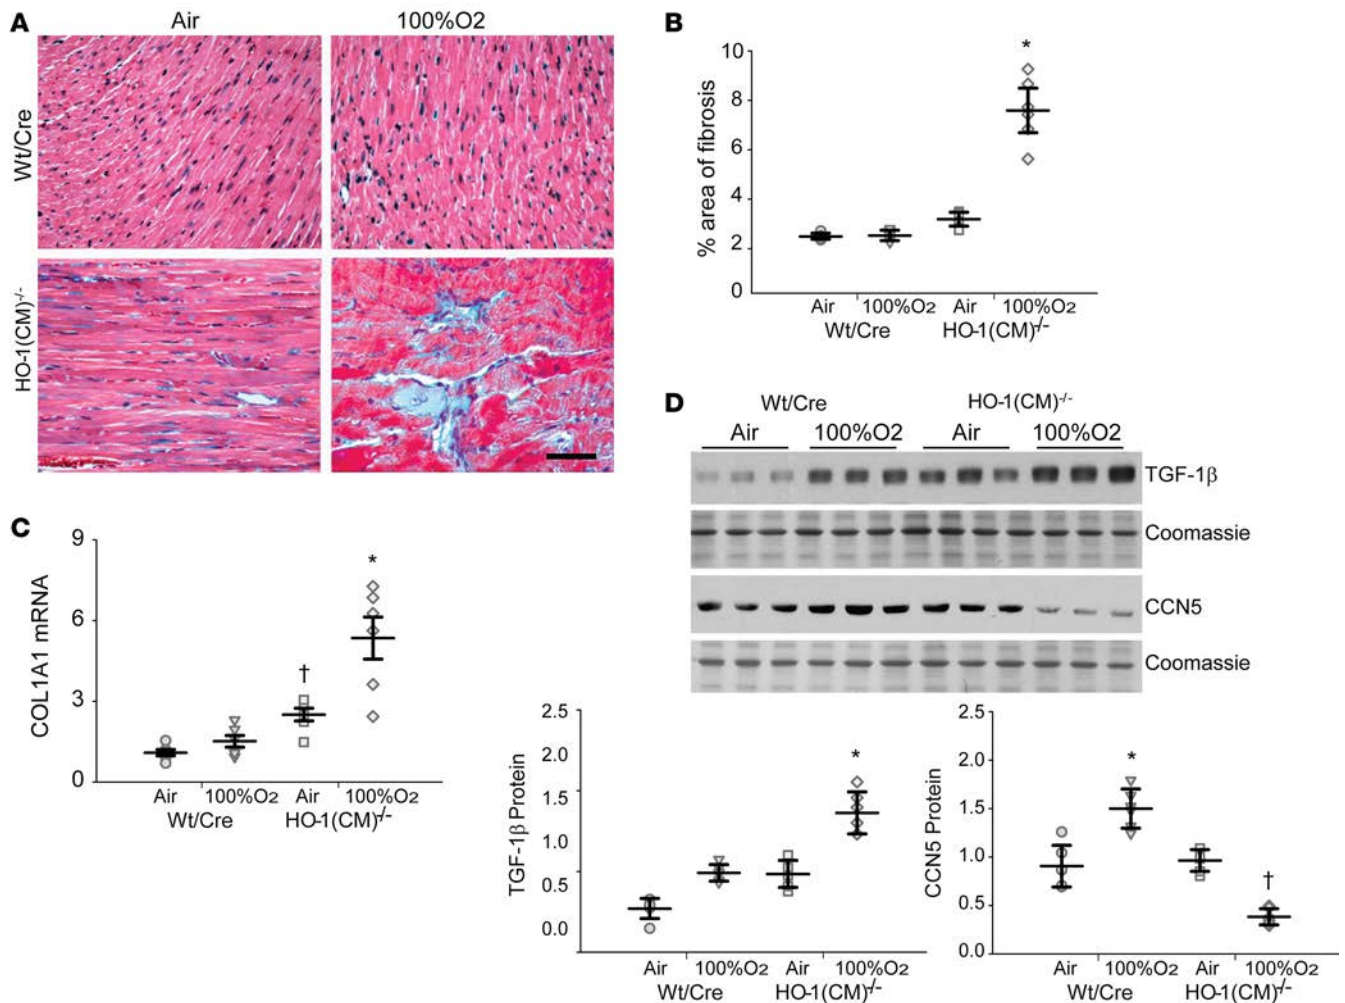 A
Air
100%O2
Wt/Cre
HO-1(CM)-/-
B
% area of fibrosis
10
8
6
4
2
0
*
Air
100%O2
Air
100%O2
Wt/Cre
HO-1(CM)-/-
C
COL1A1 mRNA
9
6
3
0
†
*
Air
100%O2
Air
100%O2
Wt/Cre
HO-1(CM)-/-
D
Wt/Cre
HO-1(CM)-/-
Air
100%O2
Air
100%O2
TGF-1β
Coomassie
CCN5
Coomassie
TGF-1β Protein
2.5
2.0
1.5
1.0
0.5
0.0
*
Air
100%O2
Air
100%O2
Wt/Cre
HO-1(CM)-/-
CCN5 Protein
2.5
2.0
1.5
1.0
0.5
0.0
*
†
Air
100%O2
Air
100%O2
Wt/Cre
HO-1(CM)-/-